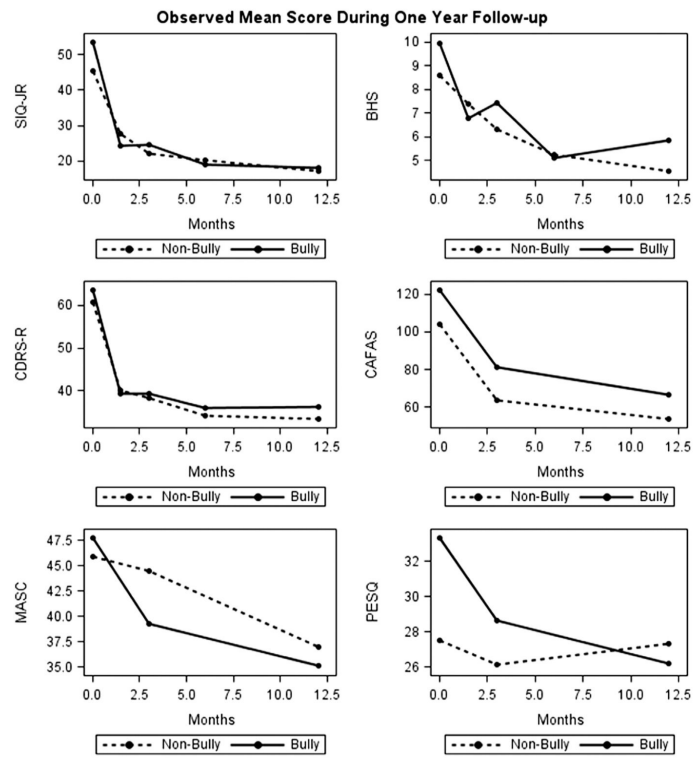 Observed Mean Score During One Year Follow-up
SIQ-JR
50
40
30
20
0.0 2.5 5.0 7.5 10.0 12.5
Months
Non-Bully Bully
BHS
10
9
8
7
6
5
0.0 2.5 5.0 7.5 10.0 12.5
Months
Non-Bully Bully
CDRS-R
60
50
40
0.0 2.5 5.0 7.5 10.0 12.5
Months
Non-Bully Bully
CAFAS
120
100
80
60
0.0 2.5 5.0 7.5 10.0 12.5
Months
Non-Bully Bully
MASC
47.5
45.0
42.5
40.0
37.5
35.0
0.0 2.5 5.0 7.5 10.0 12.5
Months
Non-Bully Bully
PESQ
32
30
28
26
0.0 2.5 5.0 7.5 10.0 12.5
Months
Non-Bully Bully